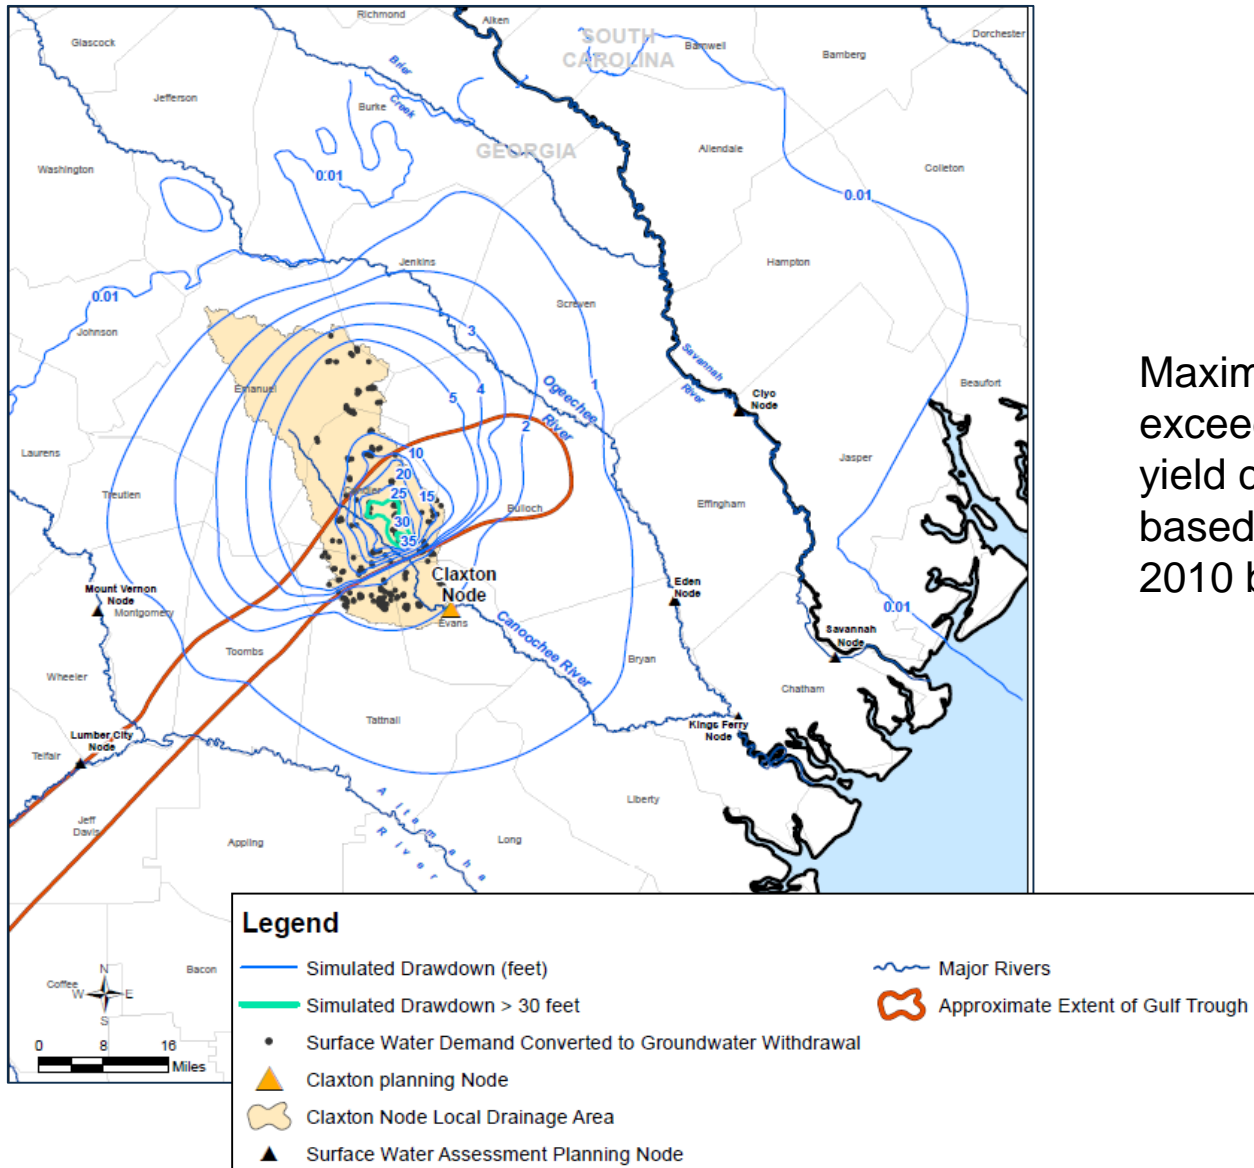 Richmond
Aiken
SOUTH
CAROLINA
Barnwell
Dorchester
Glascock
Bamberg
Brier
Creek
Jefferson
Burke
GEORGIA
Allendale
Washington
Colleton
0.01
0.01
Jenkins
Hampton
0.01
Screven
Johnson
3
Savannah
River
Ogeechee
River
1
Emanuel
4
5
Clyo
Node
Beaufort
2
Laurens
10
Jasper
20
Treutlen
Candler
25
15
Bulloch
Effingham
30
35
Claxton
Node
Mount Vernon
Node
Montgomery
Eden
Node
0.01
Evans
Canoochee River
Savannah
Node
Toombs
Bryan
Wheeler
Chatham
Tattnall
Kings Ferry
Node
Lumber City
Node
Telfair
Liberty
Jeff
Davis
Altamaha
River
Appling
Long
Bacon
Coffee
N
W
E
S
0 8 16
Miles
Maxim
excee
yield o
based
2010 b
Legend
Simulated Drawdown (feet)
Simulated Drawdown > 30 feet
Surface Water Demand Converted to Groundwater Withdrawal
Claxton planning Node
Claxton Node Local Drainage Area
Surface Water Assessment Planning Node
Major Rivers
Approximate Extent of Gulf Trough